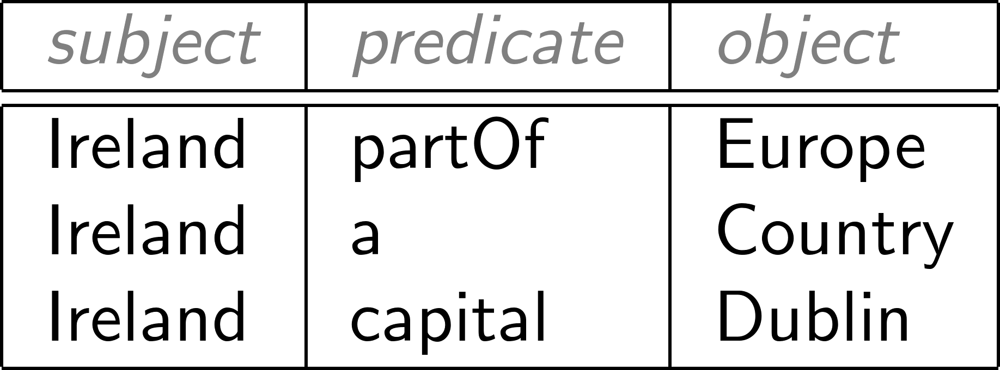 subject predicate object
Ireland partOf Europe
Ireland a Country
Ireland capital Dublin